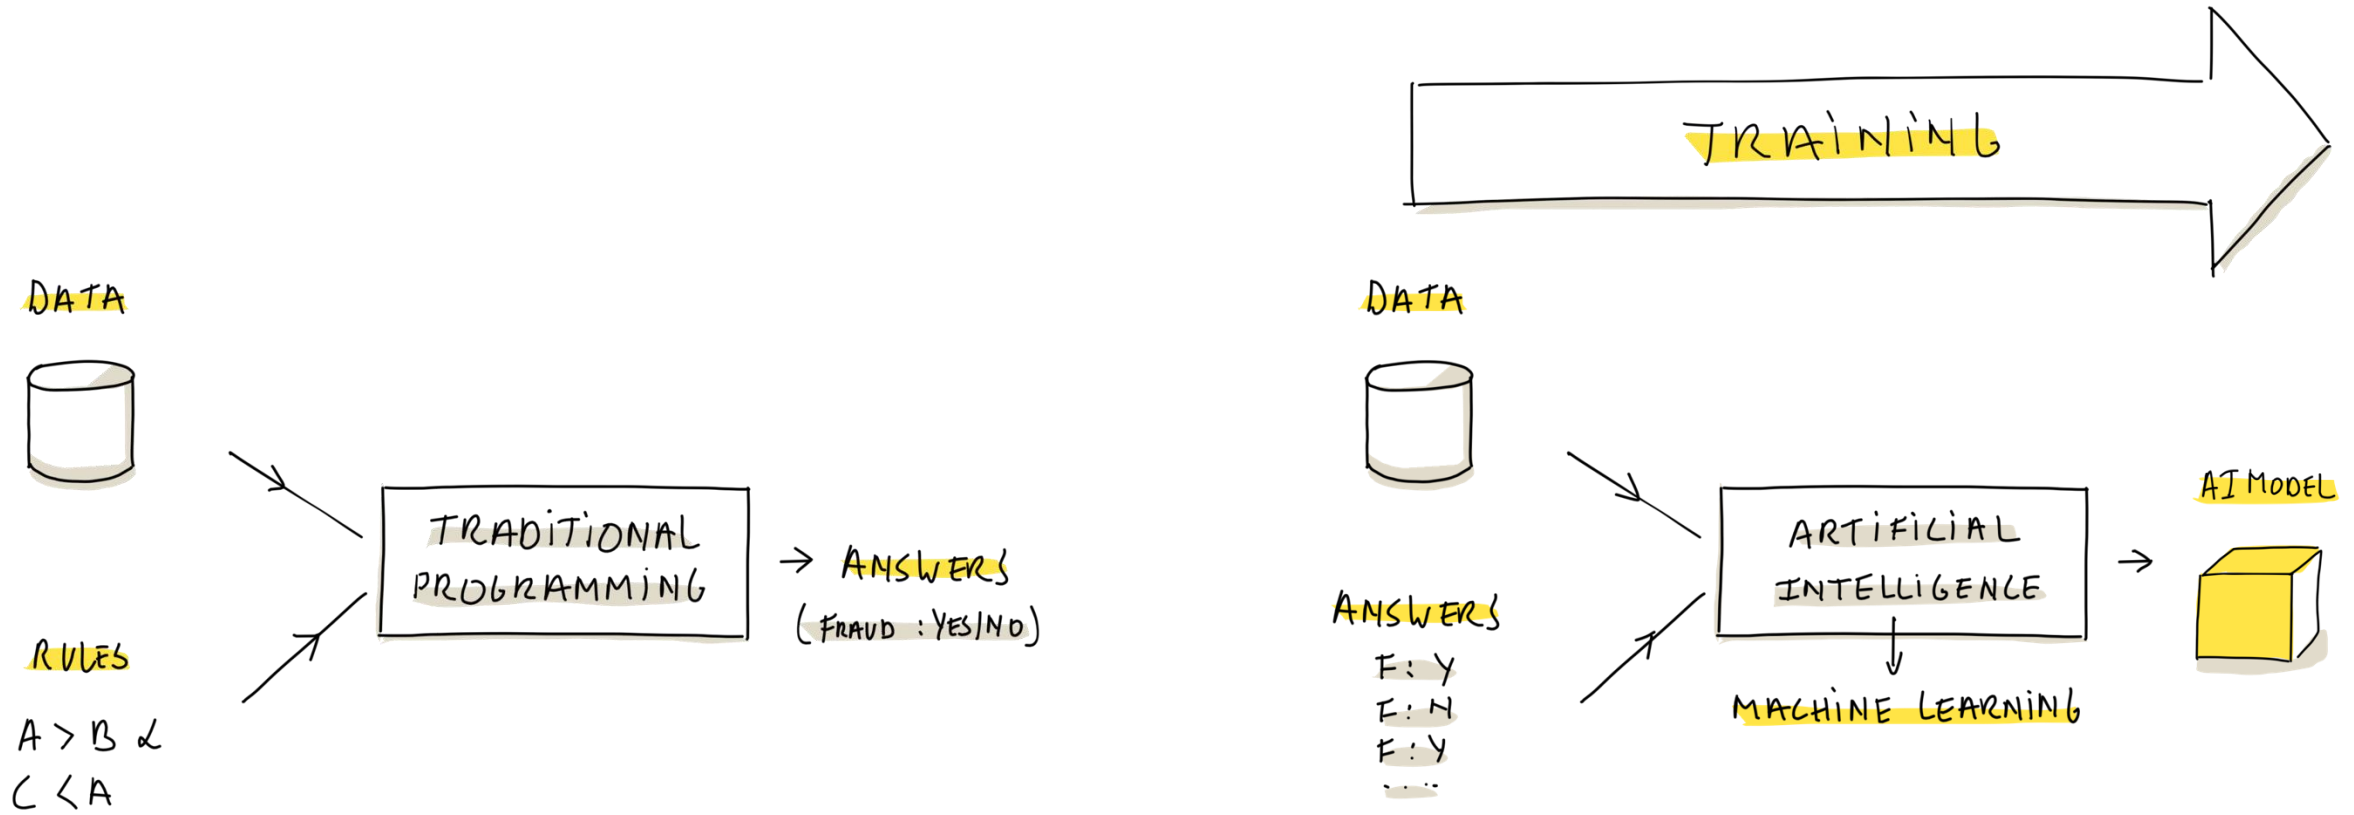 DATA
TRADITIONAL
PROGRAMMING
→ ANSWERS
(FRAUD : YES/NO)
RULES
A > B &
C < A
TRAINING
DATA
ANSWERS
F : Y
F : N
F : Y
....
ARTIFICIAL
INTELLIGENCE
MACHINE LEARNING
AI MODEL